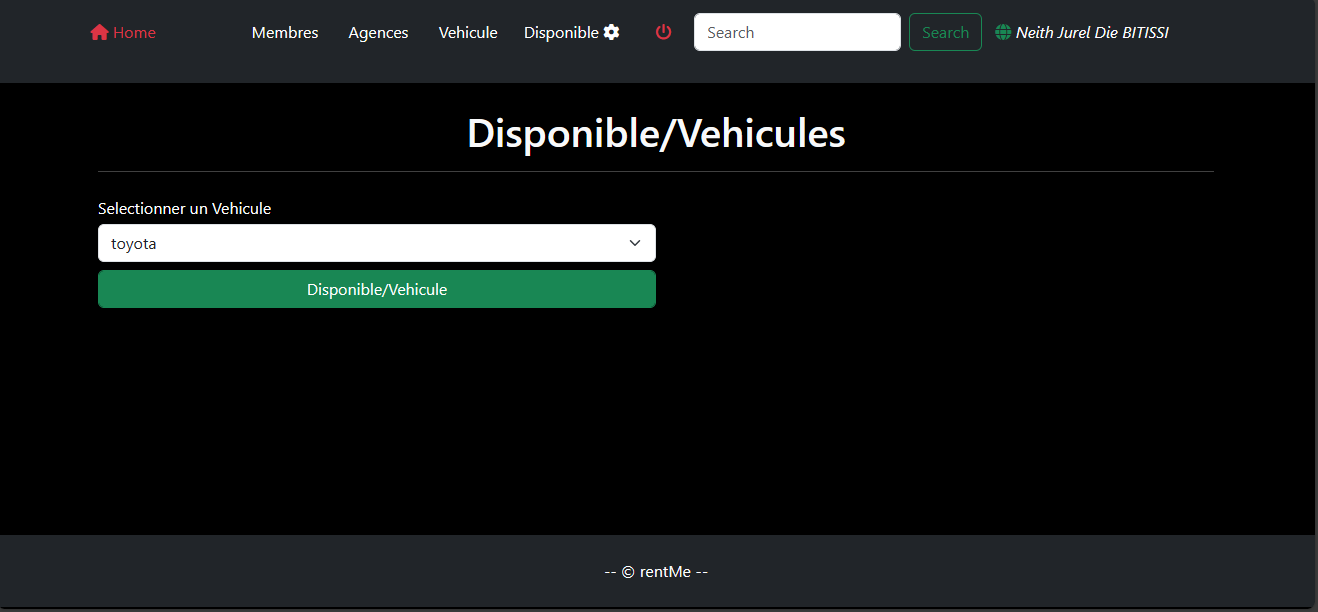 Home Membres Agences Vehicule Disponible Search Search Neith Jurel Die BITISSI
Disponible/Vehicules
Selectionner un Vehicule
toyota
Disponible/Vehicule
-- © rentMe --